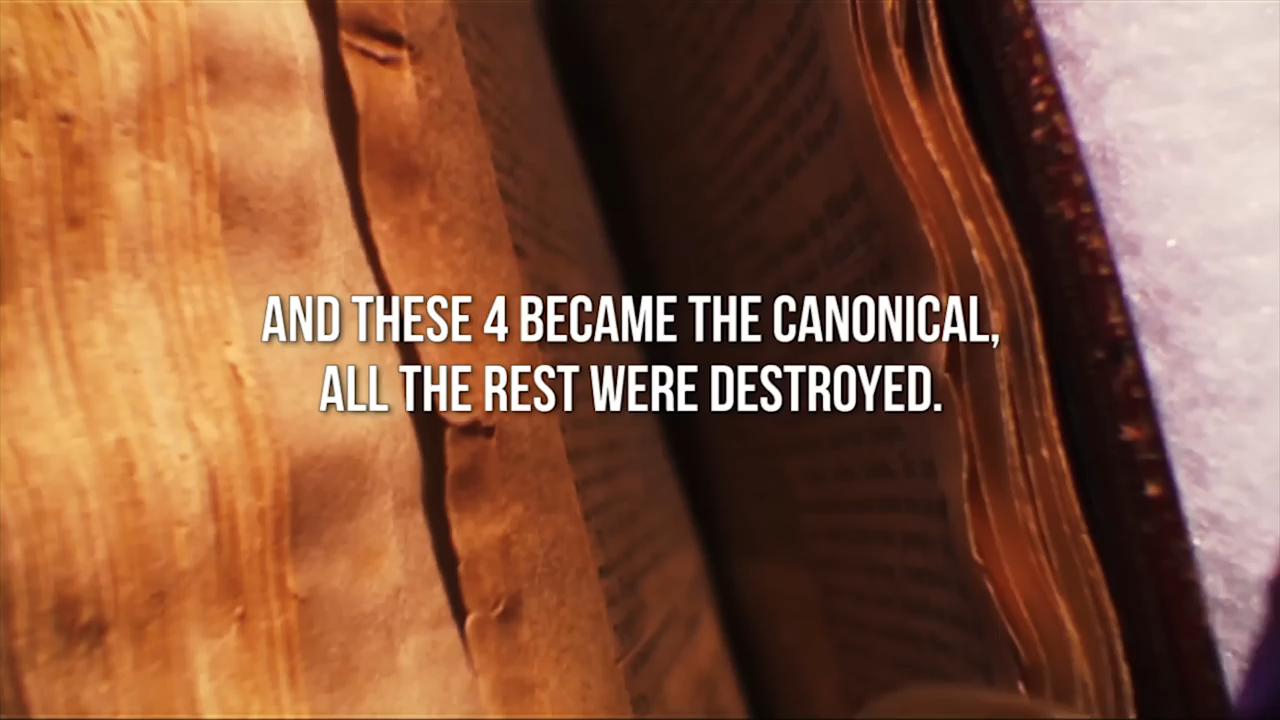 AND THESE 4 BECAME THE CANONICAL,
ALL THE REST WERE DESTROYED.